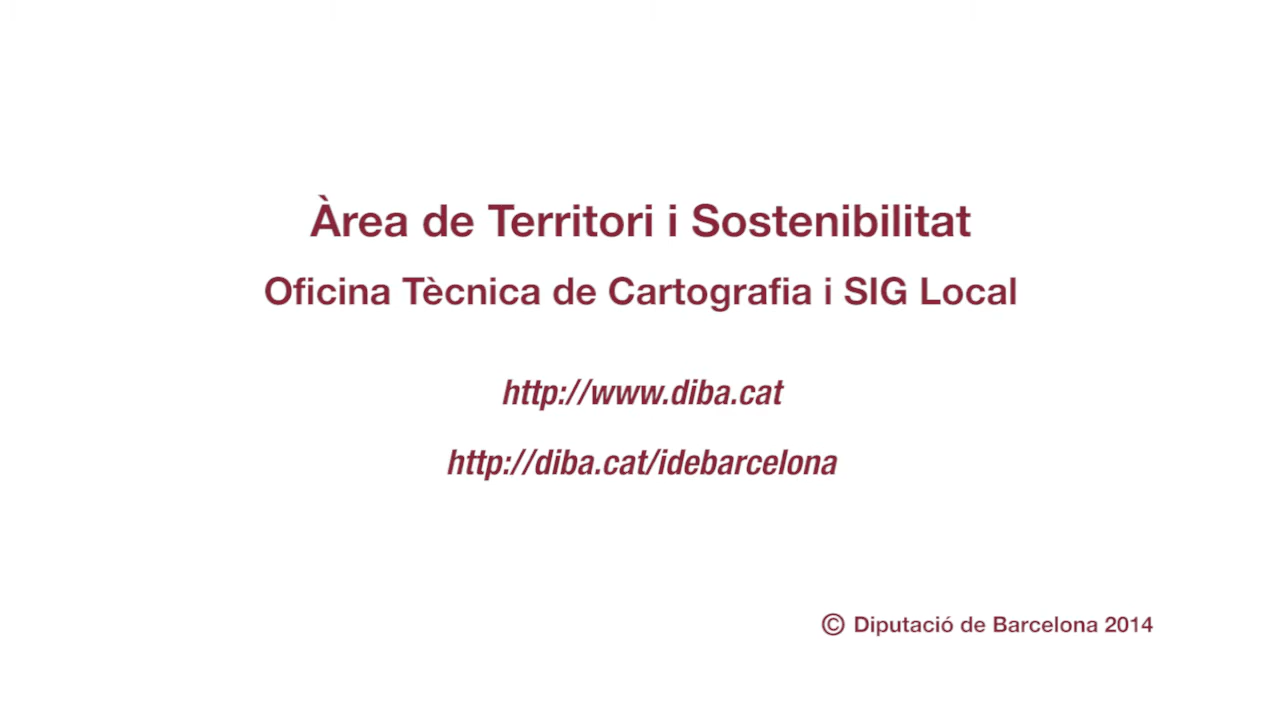 Àrea de Territori i Sostenibilitat
Oficina Tècnica de Cartografia i SIG Local
http://www.diba.cat
http://diba.cat/idebarcelona
© Diputació de Barcelona 2014